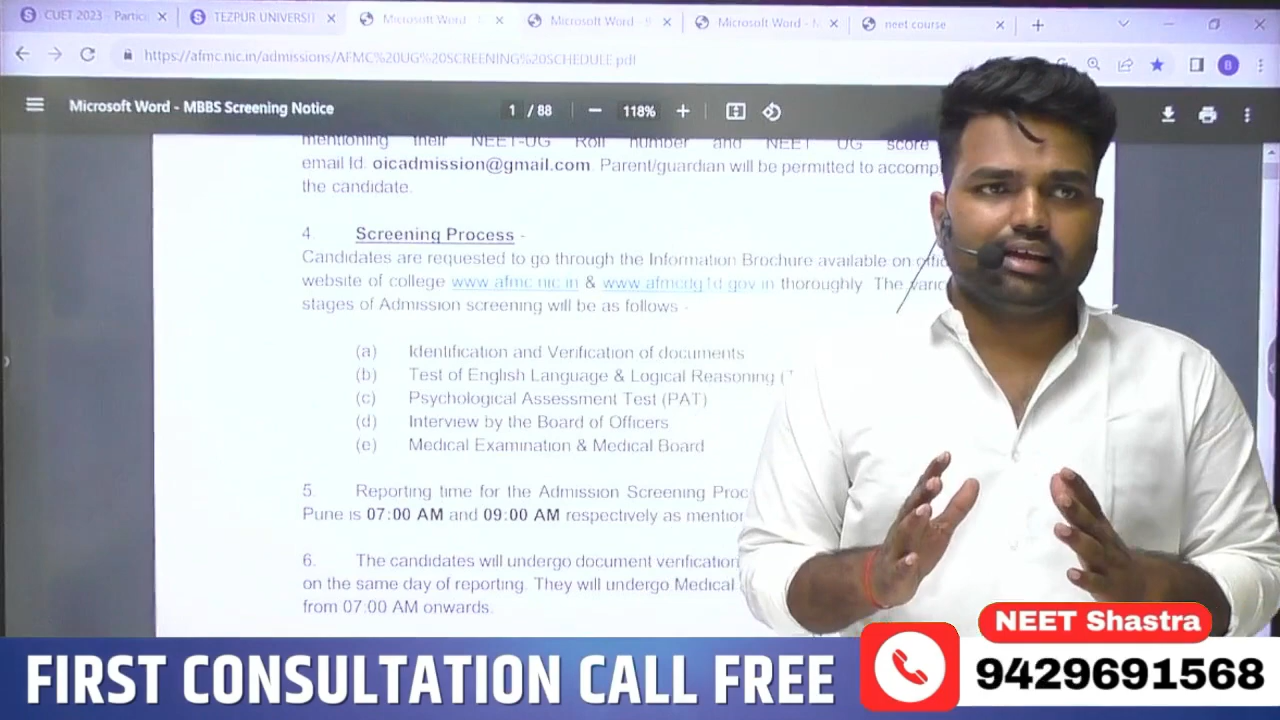 CUET 2023 - Partici
TEZPUR UNIVERSIT
Microsoft Word -
Microsoft Word -
Microsoft Word - N
neet course
https://afmc.nic.in/admissions/AFMC%20UG%20SCREENING%20SCHEDULE.pdf
B
Microsoft Word - MBBS Screening Notice
1 / 88
118%
mentioning their NEET-UG Roll number and NEET UG score
email Id. oicadmission@gmail.com. Parent/guardian will be permitted to accomp
the candidate.
4 Screening Process -
Candidates are requested to go through the Information Brochure available on offic
website of college www.afmc.nic.in & www.afmcdg1d.gov.in thoroughly. The vario
stages of Admission screening will be as follows -
(a) Identification and Verification of documents
(b) Test of English Language & Logical Reasoning (T
(c) Psychological Assessment Test (PAT)
(d) Interview by the Board of Officers
(e) Medical Examination & Medical Board
5. Reporting time for the Admission Screening Proc
Pune is 07:00 AM and 09:00 AM respectively as mention
6. The candidates will undergo document verification
on the same day of reporting. They will undergo Medical
from 07.00 AM onwards.
NEET Shastra
FIRST CONSULTATION CALL FREE
9429691568